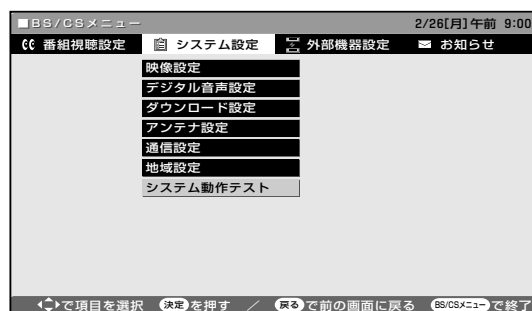 ■BS/CSメニュー 2/26[月]午前 9:00
番組視聴設定 システム設定 外部機器設定 お知らせ
映像設定
デジタル音声設定
ダウンロード設定
アンテナ設定
通信設定
地域設定
システム動作テスト
で項目を選択 決定を押す / 戻るで前の画面に戻る BS/CSメニューで終了